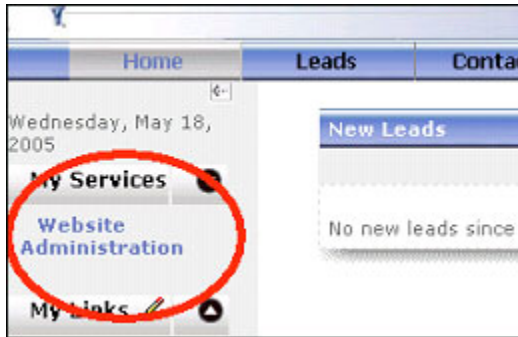 Home
Leads
Conta
Wednesday, May 18,
2005
New Leads
My Services
Website
Administration
No new leads since
My Links